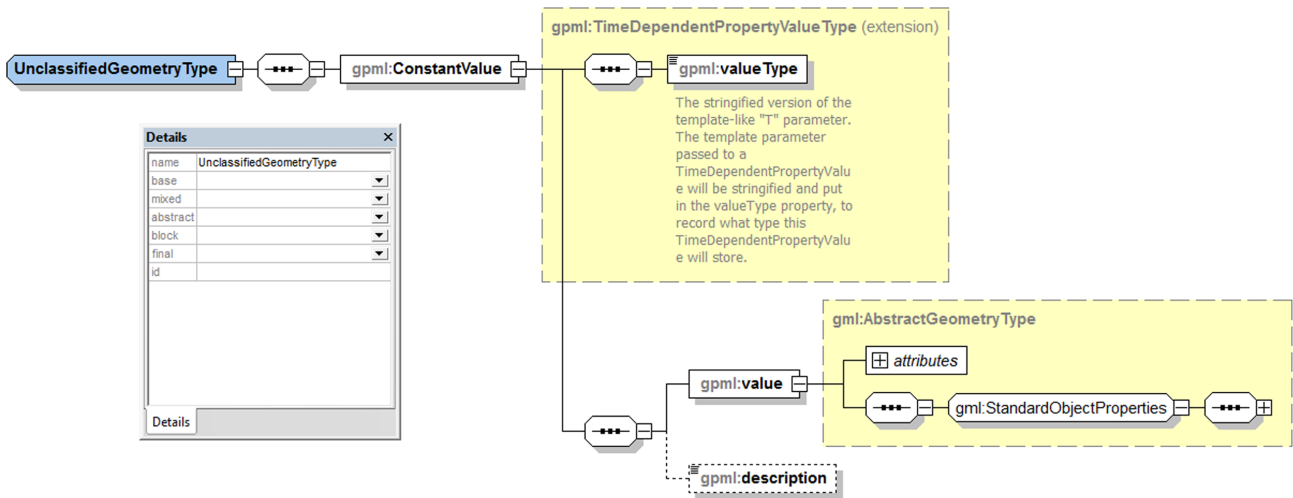 gpml:TimeDependentPropertyValueType (extension)
UnclassifiedGeometryType
gpml:ConstantValue
gpml:valueType
The stringified version of the
template-like "T" parameter.
The template parameter
passed to a
TimeDependentPropertyValu
e will be stringified and put
in the valueType property, to
record what type this
TimeDependentPropertyValu
e will store.
Details
name UnclassifiedGeometryType
base
mixed
abstract
block
final
id
Details
gml:AbstractGeometryType
attributes
gpml:value
gml:StandardObjectProperties
gpml:description